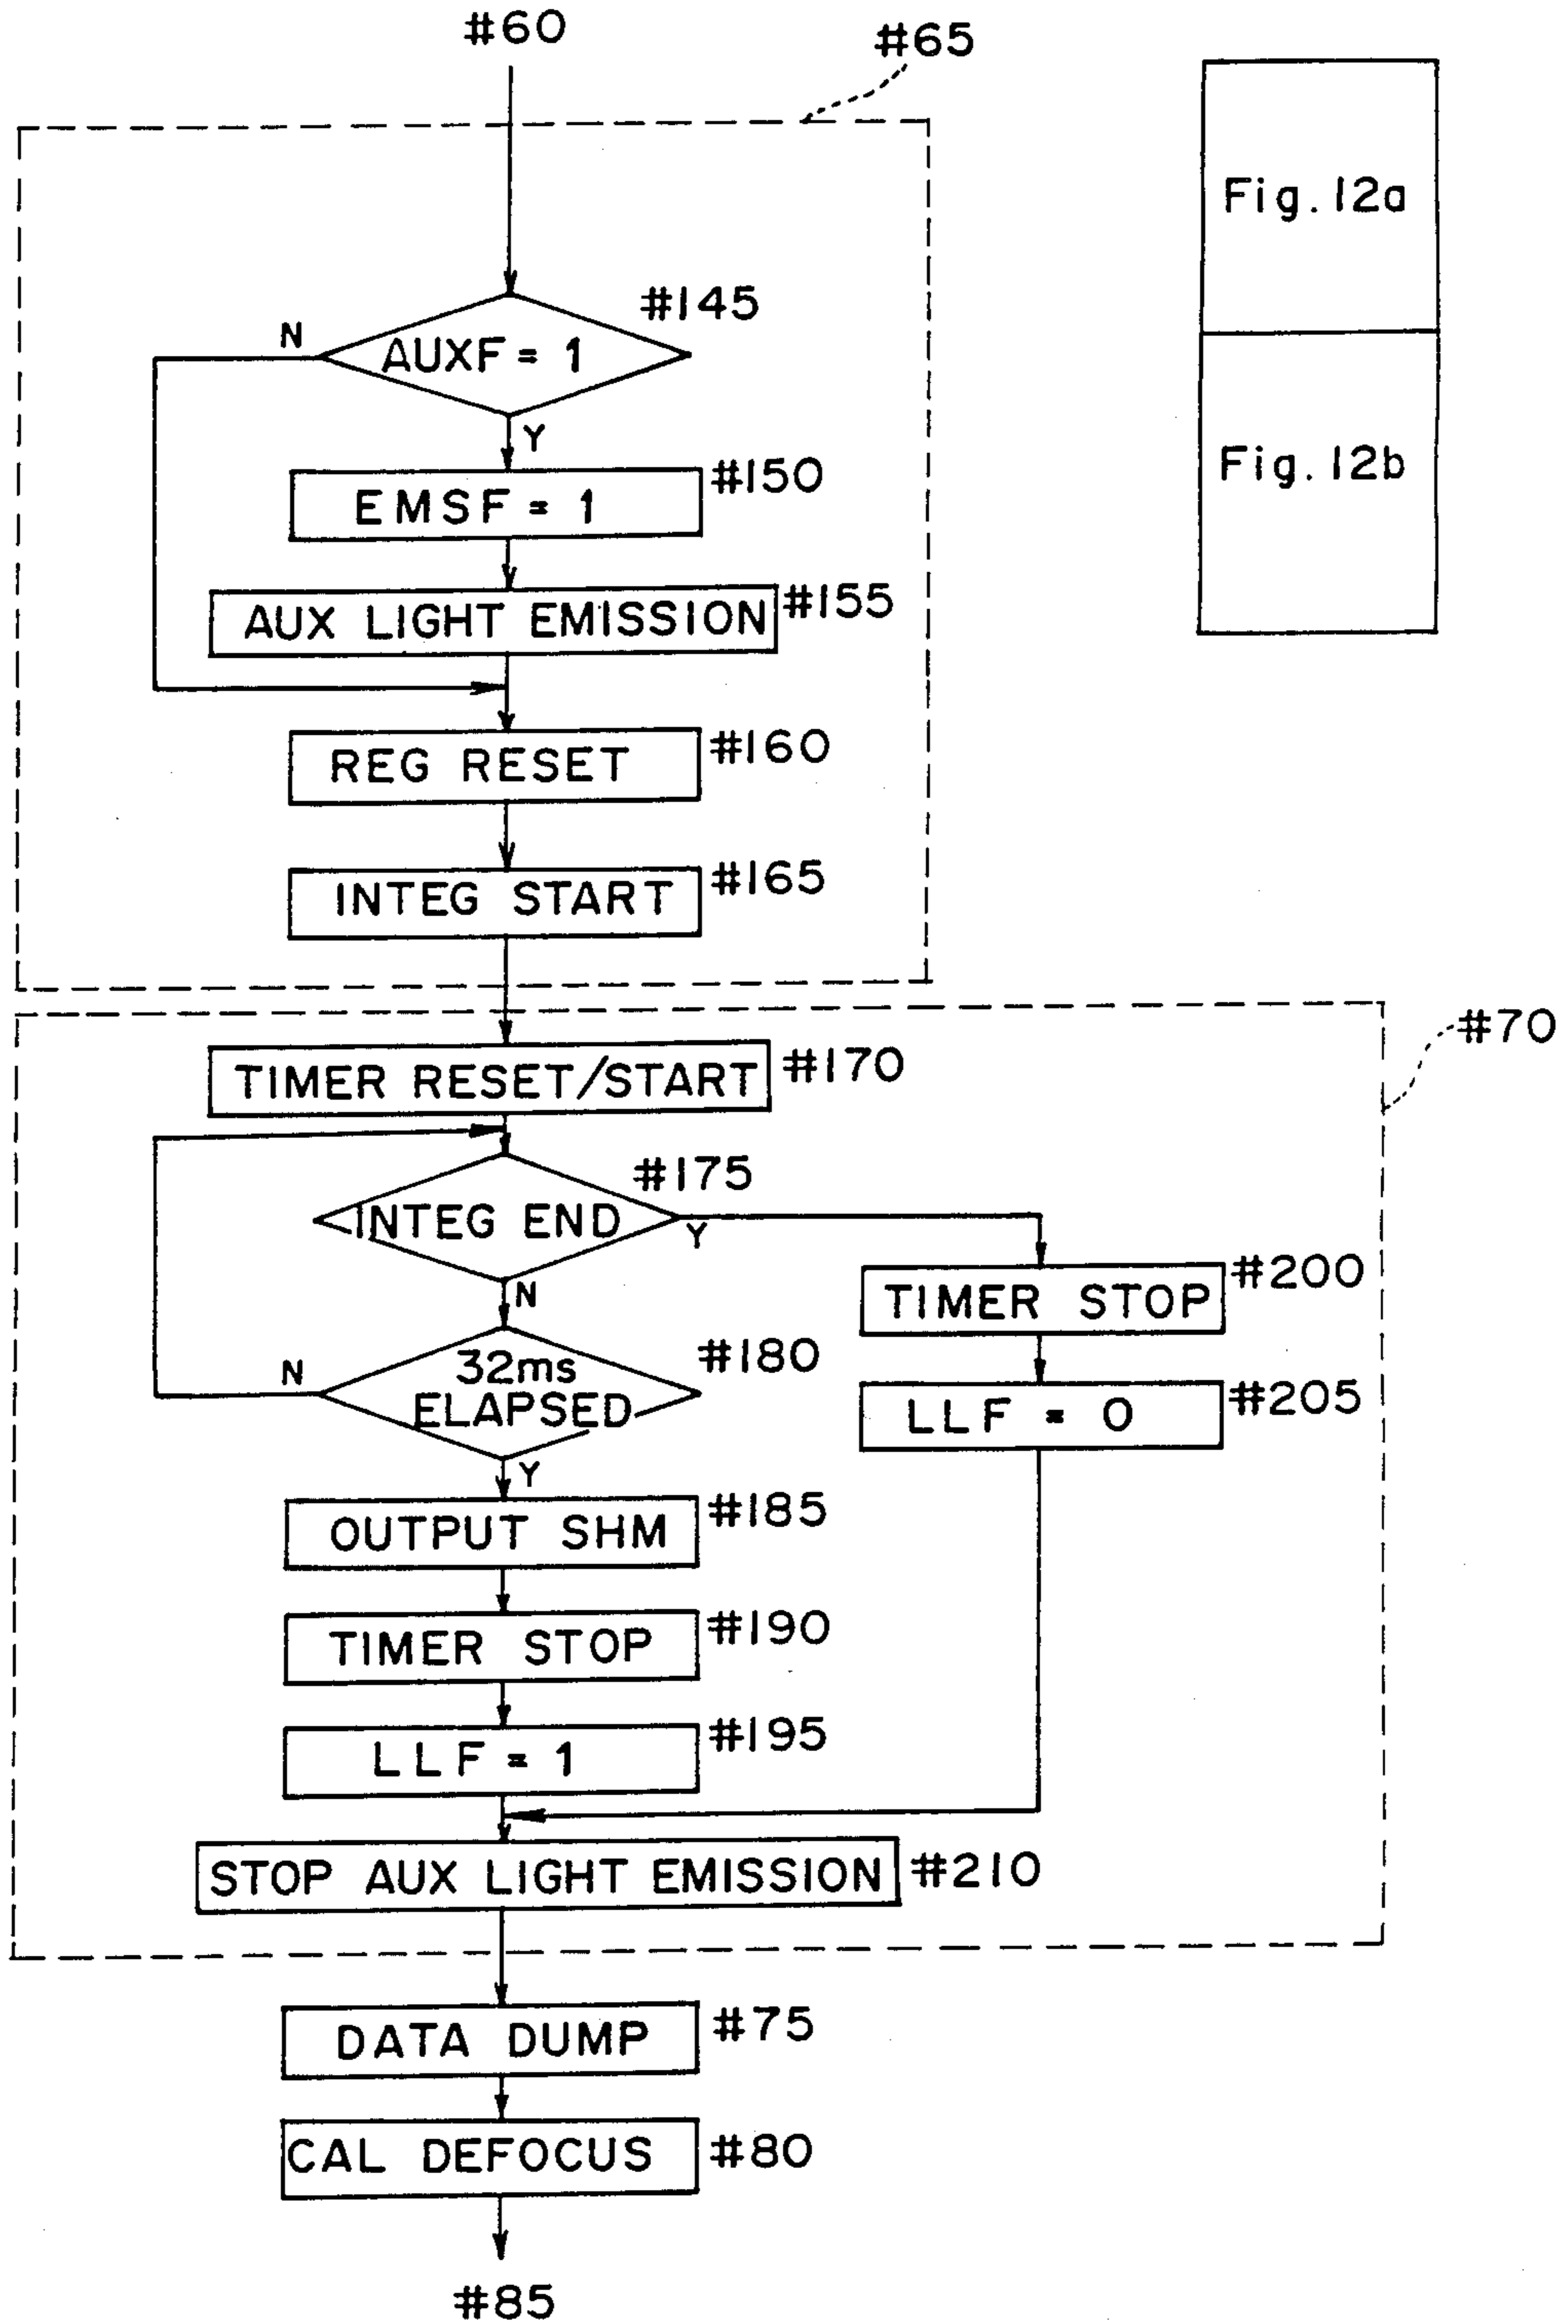 #60
#65
Fig. 12a
Fig. 12b
#145
N
AUXF = 1
Y
#150
EMSF = 1
#155
AUX LIGHT EMISSION
#160
REG RESET
#165
INTEG START
#70
#170
TIMER RESET/START
#175
INTEG END
Y
N
#200
TIMER STOP
#180
N
32ms
ELAPSED
Y
#205
LLF = 0
#185
OUTPUT SHM
#190
TIMER STOP
#195
LLF = 1
STOP AUX LIGHT EMISSION
#210
DATA DUMP
#75
CAL DEFOCUS
#80
#85